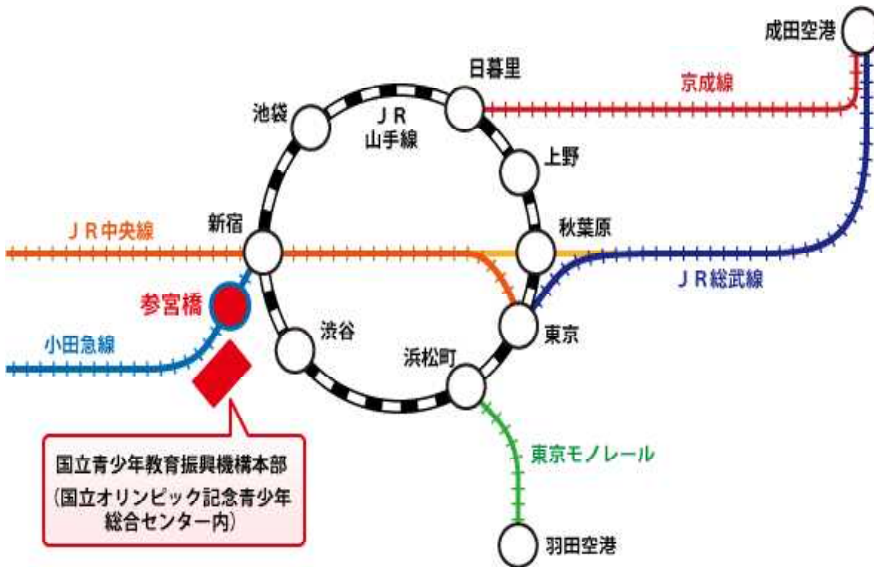 成田空港
日暮里
京成線
池袋
ＪＲ
山手線
上野
新宿
秋葉原
ＪＲ中央線
ＪＲ総武線
参宮橋
東京
渋谷
小田急線
浜松町
国立青少年教育振興機構本部
（国立オリンピック記念青少年
総合センター内）
東京モノレール
羽田空港